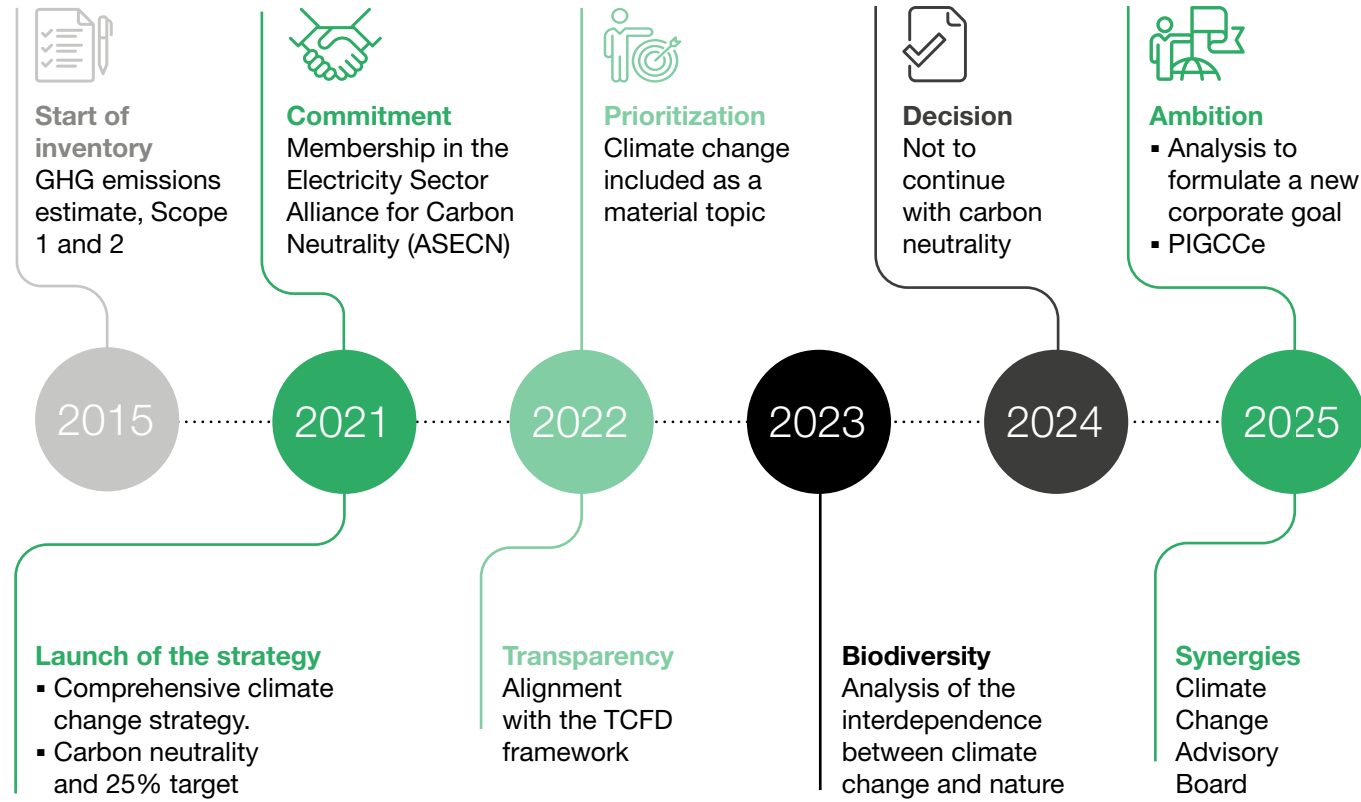 Start of
inventory
GHG emissions
estimate, Scope
1 and 2
Commitment
Membership in the
Electricity Sector
Alliance for Carbon
Neutrality (ASECN)
Prioritization
Climate change
included as a
material topic
Decision
Not to
continue
with carbon
neutrality
Ambition
▪ Analysis to
formulate a new
corporate goal
▪ PIGCCe
2015
2021
2022
2023
2024
2025
Launch of the strategy
▪ Comprehensive climate
change strategy.
▪ Carbon neutrality
and 25% target
Transparency
Alignment
with the TCFD
framework
Biodiversity
Analysis of the
interdependence
between climate
change and nature
Synergies
Climate
Change
Advisory
Board